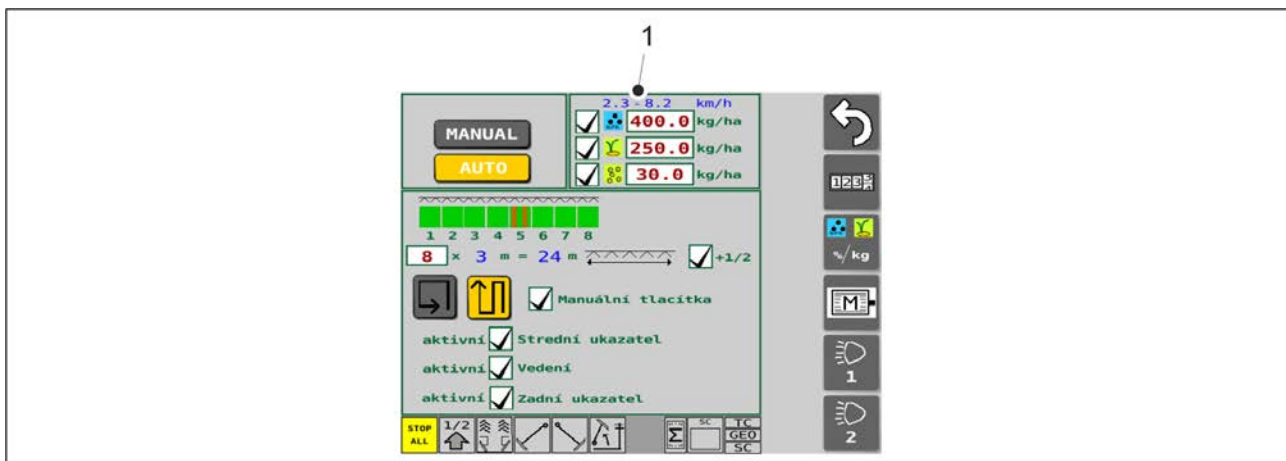 1
2.3 - 8.2 km/h
MANUAL
AUTO
400.0 kg/ha
250.0 kg/ha
30.0 kg/ha
1 2 3 4 5 6 7 8
8 x 3 m = 24 m +1/2
Manuální tlacítka
aktivní Strední ukazatel
aktivní Vedení
aktivní Zadní ukazatel
STOP ALL
1/2
Σ
SC
TC
GEO
SC
%/kg
M
1
2